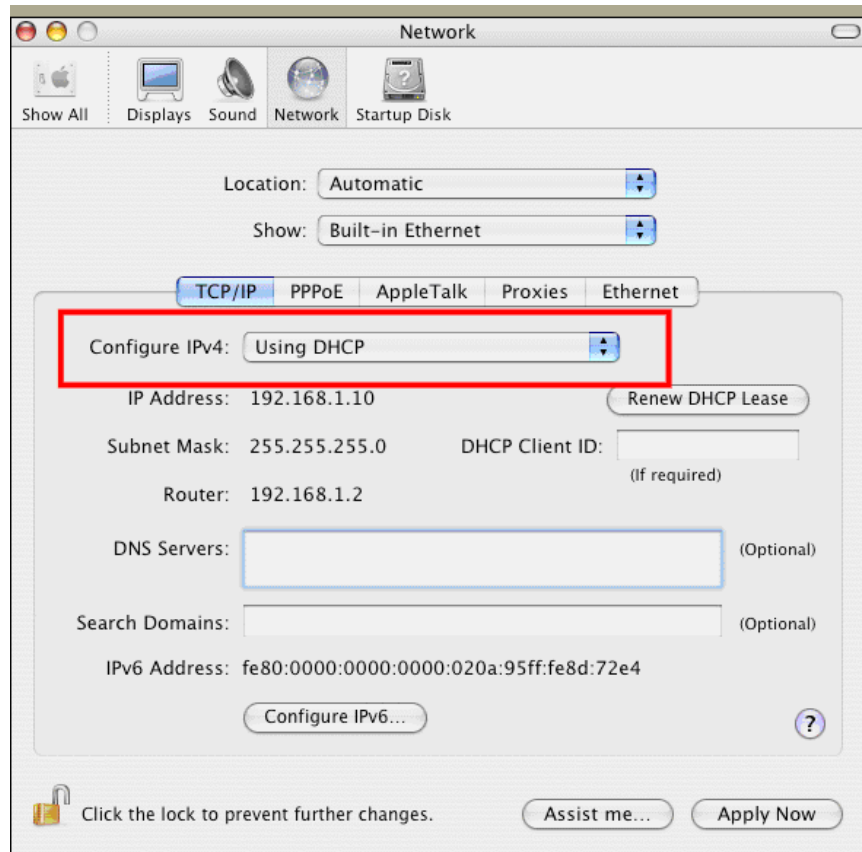 Network
Show All Displays Sound Network Startup Disk
Location: Automatic
Show: Built-in Ethernet
TCP/IP PPPoE AppleTalk Proxies Ethernet
Configure IPv4: Using DHCP
IP Address: 192.168.1.10 Renew DHCP Lease
Subnet Mask: 255.255.255.0 DHCP Client ID:
(If required)
Router: 192.168.1.2
DNS Servers: (Optional)
Search Domains: (Optional)
IPv6 Address: fe80:0000:0000:0000:020a:95ff:fe8d:72e4
Configure IPv6...
?
Click the lock to prevent further changes. Assist me... Apply Now